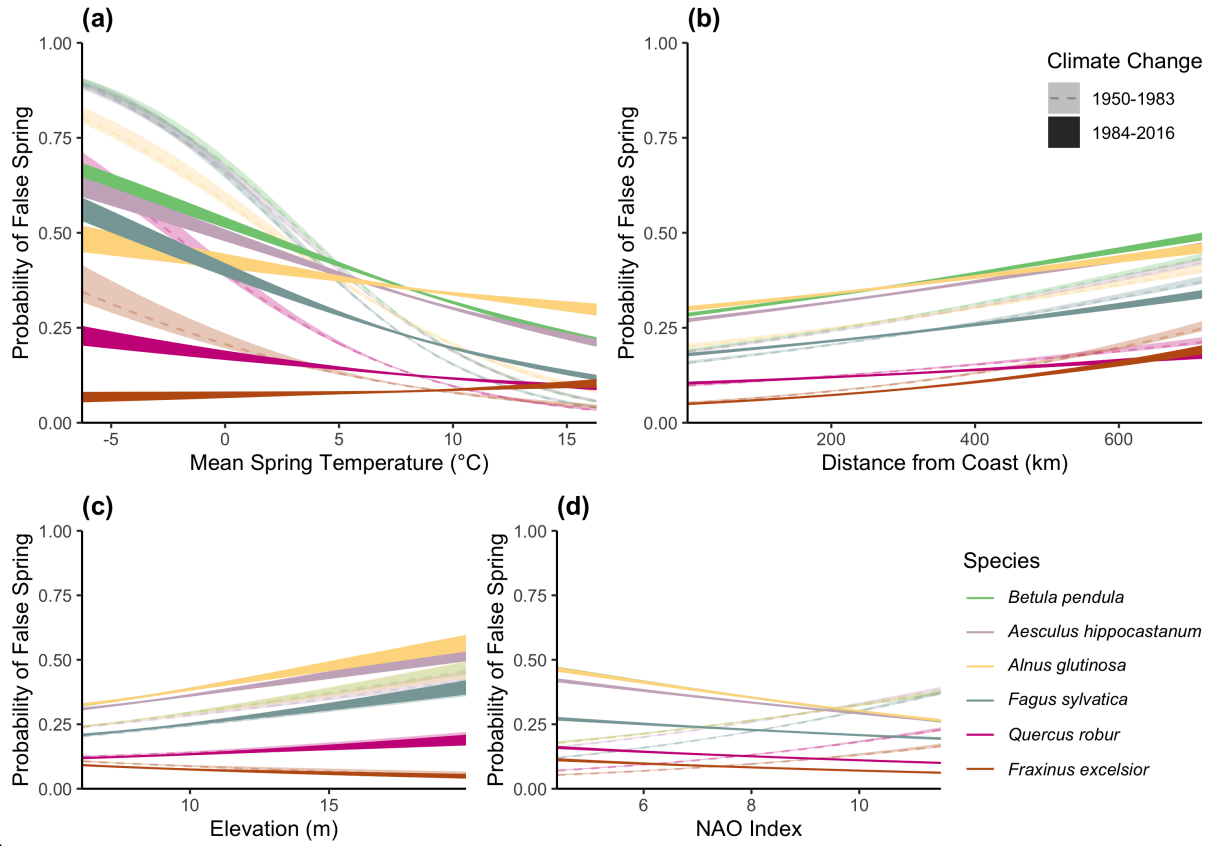 (a)
Probability of False Spring
1.00
0.75
0.50
0.25
0.00
-5
0
5
10
15
Mean Spring Temperature (°C)
(b)
Probability of False Spring
1.00
0.75
0.50
0.25
0.00
200
400
600
Distance from Coast (km)
Climate Change
1950-1983
1984-2016
(c)
Probability of False Spring
1.00
0.75
0.50
0.25
0.00
10
15
Elevation (m)
(d)
Probability of False Spring
1.00
0.75
0.50
0.25
0.00
6
8
10
NAO Index
Species
Betula pendula
Aesculus hippocastanum
Alnus glutinosa
Fagus sylvatica
Quercus robur
Fraxinus excelsior